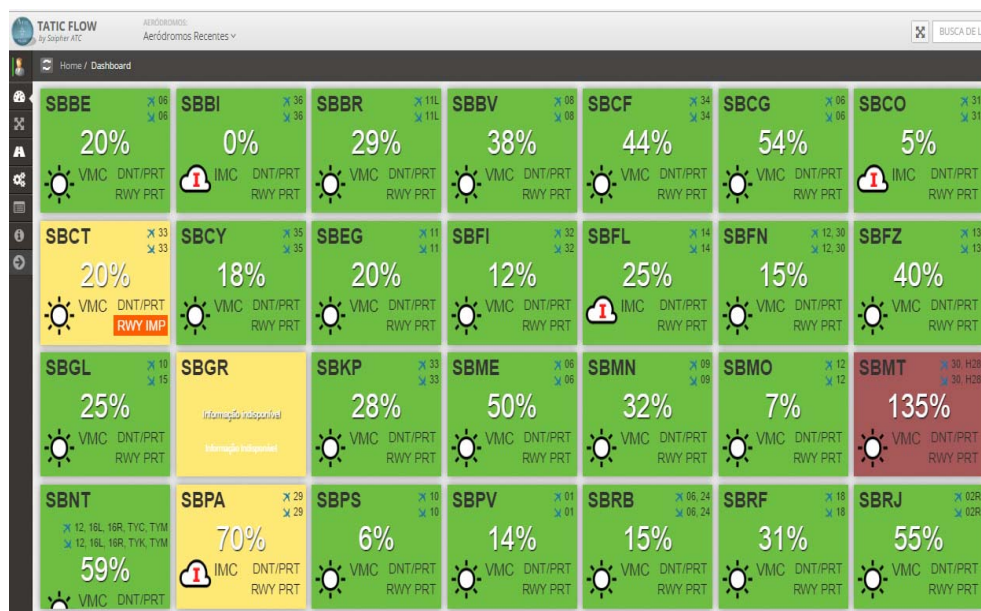 TATIC FLOW
by Saipher ATC
AERÓDROMOS:
Aeródromos Recentes
BUSCA DE L
Home / Dashboard
SBBE 06
06
20%
VMC DNT/PRT
RWY PRT
SBBI 36
36
0%
I IMC DNT/PRT
RWY PRT
SBBR 11L
11L
29%
VMC DNT/PRT
RWY PRT
SBBV 08
08
38%
VMC DNT/PRT
RWY PRT
SBCF 34
34
44%
VMC DNT/PRT
RWY PRT
SBCG 06
06
54%
VMC DNT/PRT
RWY PRT
SBCO 31
31
5%
I IMC DNT/PRT
RWY PRT
SBCT 33
33
20%
VMC DNT/PRT
RWY IMP
SBCY 35
35
18%
VMC DNT/PRT
RWY PRT
SBEG 11
11
20%
VMC DNT/PRT
RWY PRT
SBFI 32
32
12%
VMC DNT/PRT
RWY PRT
SBFL 14
14
25%
I IMC DNT/PRT
RWY PRT
SBFN 12, 30
12, 30
15%
VMC DNT/PRT
RWY PRT
SBFZ 13
13
40%
VMC DNT/PRT
RWY PRT
SBGL 10
15
25%
VMC DNT/PRT
RWY PRT
SBGR
Informação indisponível
Informação indisponível
SBKP 33
33
28%
VMC DNT/PRT
RWY PRT
SBME 06
06
50%
VMC DNT/PRT
RWY PRT
SBMN 09
09
32%
VMC DNT/PRT
RWY PRT
SBMO 12
12
7%
VMC DNT/PRT
RWY PRT
SBMT 30, H28
30, H28
135%
VMC DNT/PRT
RWY PRT
SBNT
12, 16L, 16R, TYC, TYM
12, 16L, 16R, TYK, TYM
59%
VMC DNT/PRT
SBPA 29
29
70%
I IMC DNT/PRT
RWY PRT
SBPS 10
10
6%
VMC DNT/PRT
RWY PRT
SBPV 01
01
14%
VMC DNT/PRT
RWY PRT
SBRB 06, 24
06, 24
15%
VMC DNT/PRT
RWY PRT
SBRF 18
18
31%
VMC DNT/PRT
RWY PRT
SBRJ 02R
02R
55%
VMC DNT/PRT
RWY PRT